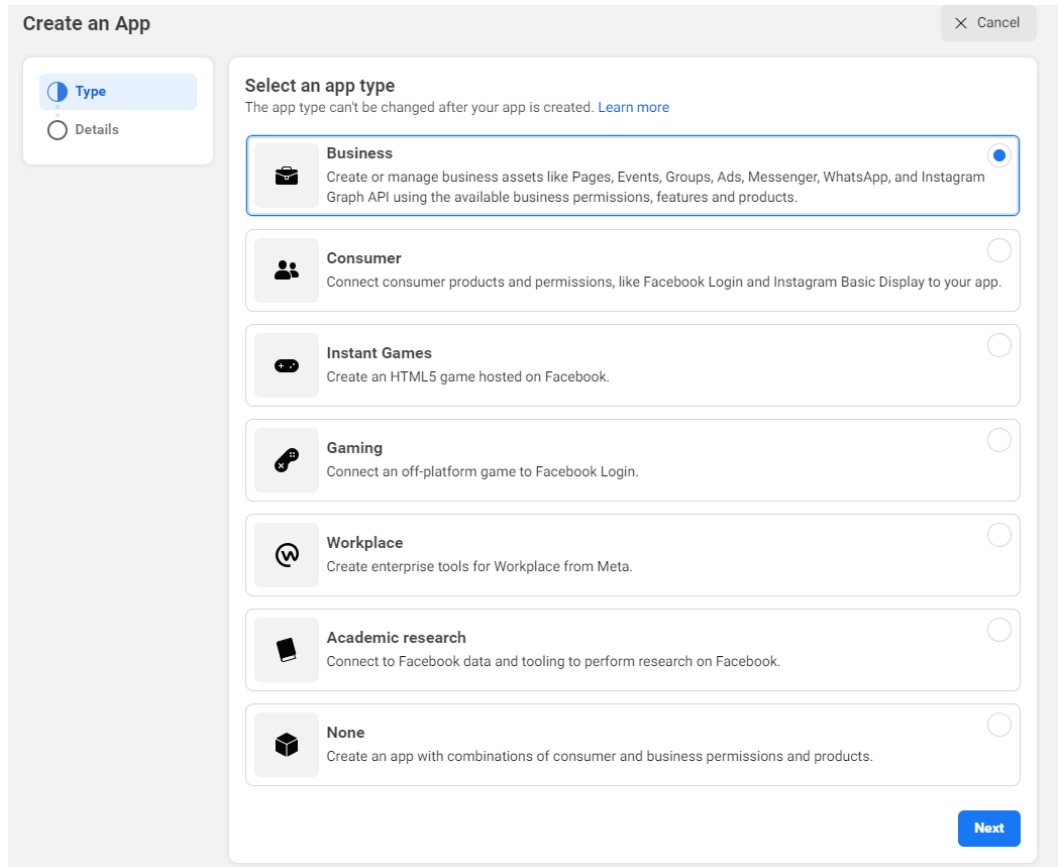 Create an App
Cancel
Type
Details
Select an app type
The app type can't be changed after your app is created. Learn more
Business
Create or manage business assets like Pages, Events, Groups, Ads, Messenger, WhatsApp, and Instagram
Graph API using the available business permissions, features and products.
Consumer
Connect consumer products and permissions, like Facebook Login and Instagram Basic Display to your app.
Instant Games
Create an HTML5 game hosted on Facebook.
Gaming
Connect an off-platform game to Facebook Login.
Workplace
Create enterprise tools for Workplace from Meta.
Academic research
Connect to Facebook data and tooling to perform research on Facebook.
None
Create an app with combinations of consumer and business permissions and products.
Next